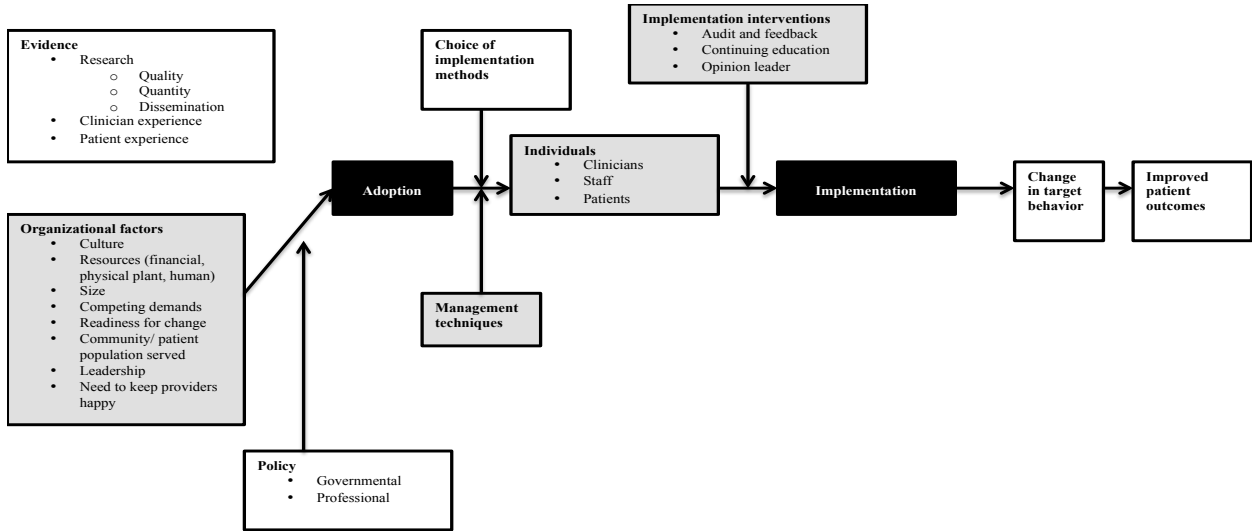 Evidence
• Research
o Quality
o Quantity
o Dissemination
• Clinician experience
• Patient experience
Organizational factors
• Culture
• Resources (financial,
physical plant, human)
• Size
• Competing demands
• Readiness for change
• Community/ patient
population served
• Leadership
• Need to keep providers
happy
Policy
• Governmental
• Professional
Adoption
Choice of
implementation
methods
Management
techniques
Individuals
• Clinicians
• Staff
• Patients
Implementation interventions
• Audit and feedback
• Continuing education
• Opinion leader
Implementation
Change
in target
behavior
Improved
patient
outcomes